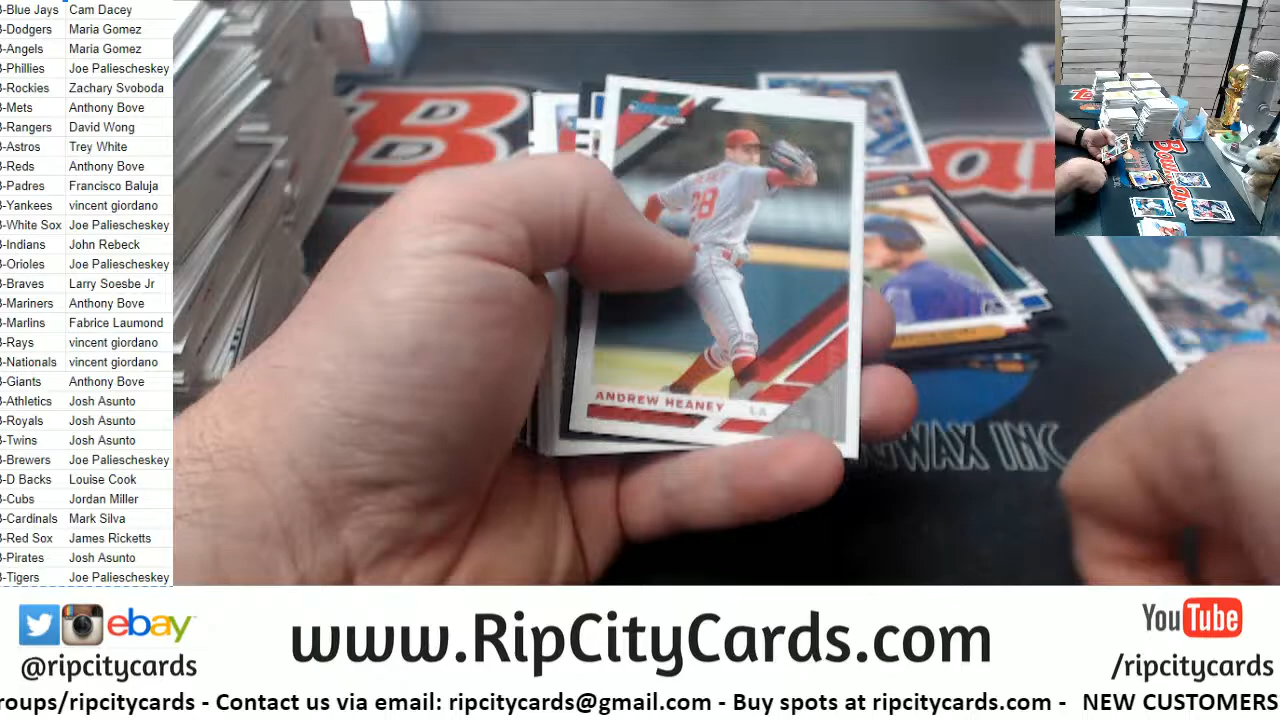 B-Blue Jays Cam Dacey
B-Dodgers Maria Gomez
B-Angels Maria Gomez
B-Phillies Joe Paliescheskey
B-Rockies Zachary Svoboda
B-Mets Anthony Bove
B-Rangers David Wong
B-Astros Trey White
B-Reds Anthony Bove
B-Padres Francisco Baluja
B-Yankees vincent giordano
B-White Sox Joe Paliescheskey
B-Indians John Rebeck
B-Orioles Joe Paliescheskey
B-Braves Larry Soesbe Jr
B-Mariners Anthony Bove
B-Marlins Fabrice Laumond
B-Rays vincent giordano
B-Nationals vincent giordano
B-Giants Anthony Bove
B-Athletics Josh Asunto
B-Royals Josh Asunto
B-Twins Josh Asunto
B-Brewers Joe Paliescheskey
B-D Backs Louise Cook
B-Cubs Jordan Miller
B-Cardinals Mark Silva
B-Red Sox James Ricketts
B-Pirates Josh Asunto
B-Tigers Joe Paliescheskey
28
ANDREW HEANEY LA
WAX INC
ebay
@ripcitycards
www.RipCityCards.com
YouTube
/ripcitycards
roups/ripcitycards - Contact us via email: ripcitycards@gmail.com - Buy spots at ripcitycards.com - NEW CUSTOMERS